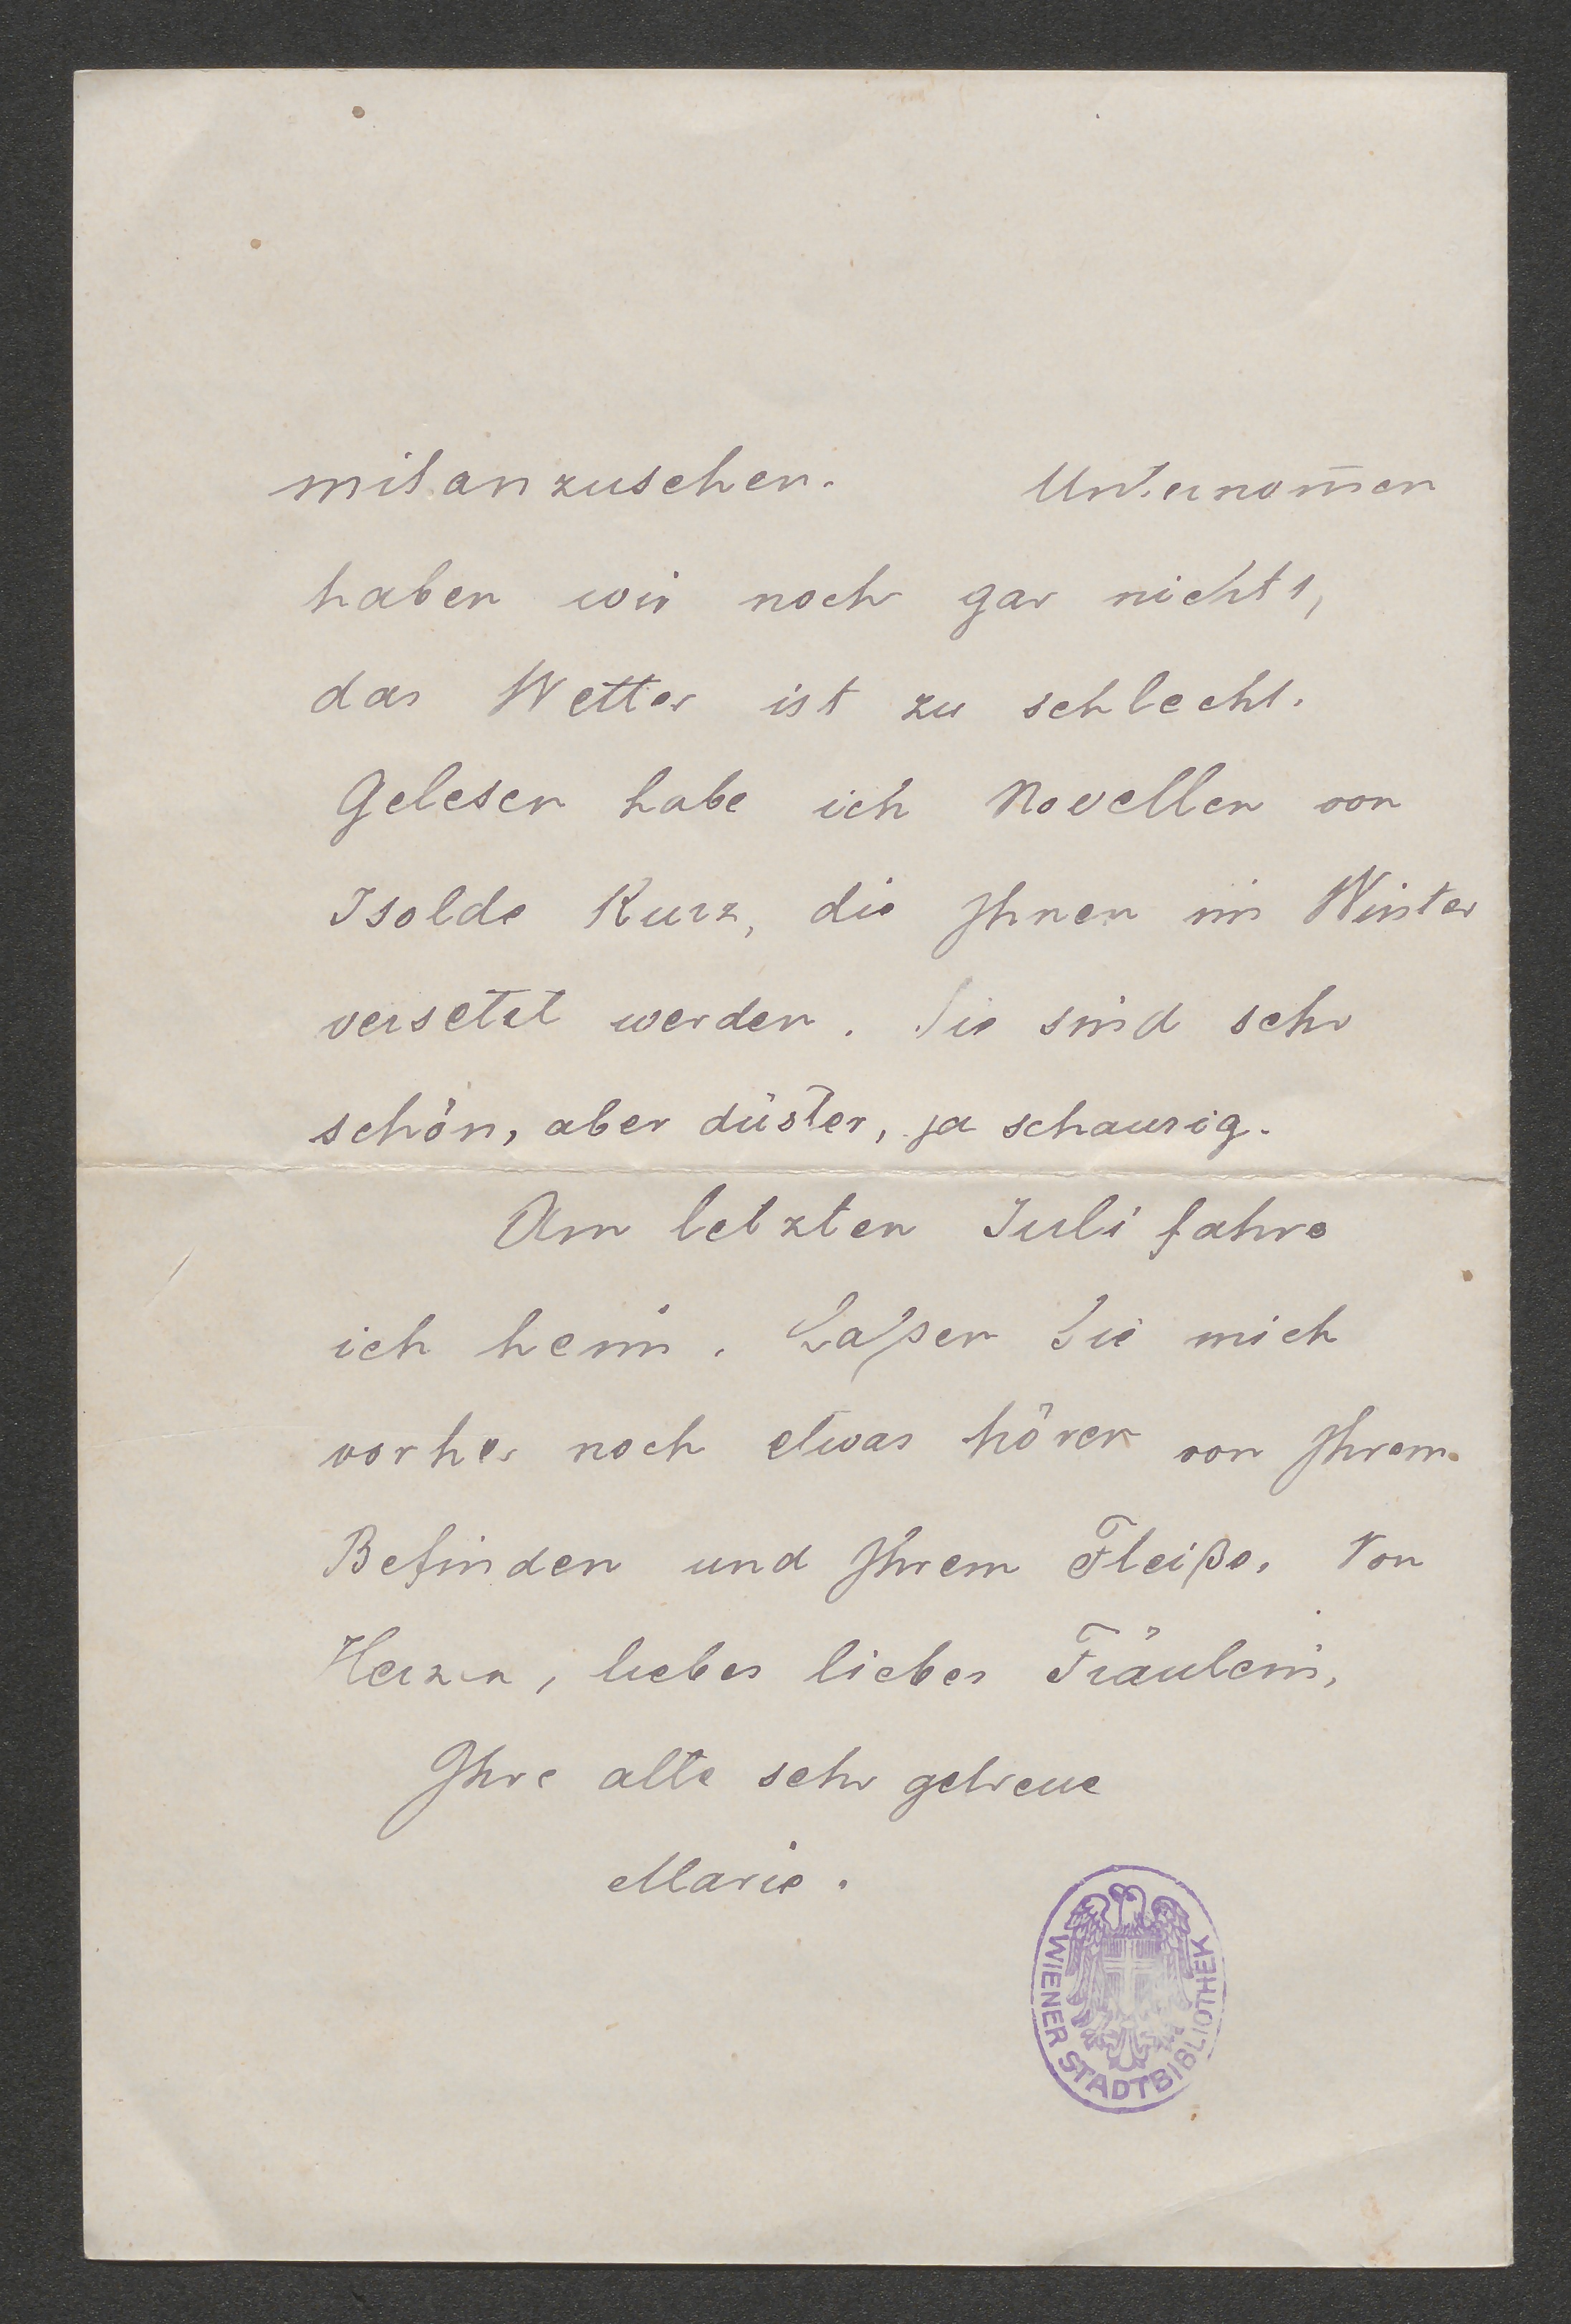 mitanzusehen. Unternom̄en
haben wir noch gar nichts,
das Wetter ist zu schlecht.
Gelesen habe ich Novellen von
Isolde Kurz, die Ihnen im Winter
versetzt werden. Sie sind sehr
schön, aber düster, ja schaurig.
Am letzten Juli fahre
ich heim. Laßen Sie mich
vorher noch etwas hören von Ihrem
Befinden und Ihrem Fleiße. Von
Herzen, liebes liebes Fräulein,
Ihre alte sehr getreue
Marie.
WIENER STADTBIBLIOTHEK